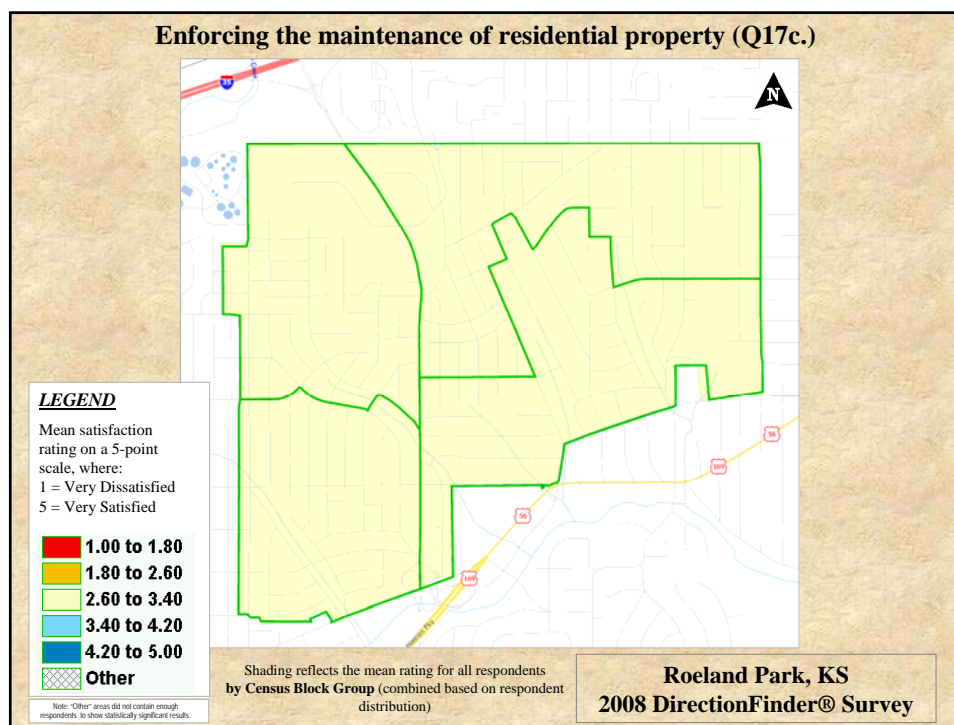 Enforcing the maintenance of residential property (Q17c.)
35
N
56
169
56
169
LEGEND
Mean satisfaction
rating on a 5-point
scale, where:
1 = Very Dissatisfied
5 = Very Satisfied
1.00 to 1.80
1.80 to 2.60
2.60 to 3.40
3.40 to 4.20
4.20 to 5.00
Other
Note: "Other" areas did not contain enough
respondents to show statistically significant results.
Shading reflects the mean rating for all respondents
by Census Block Group (combined based on respondent
distribution)
Roeland Park, KS
2008 DirectionFinder® Survey